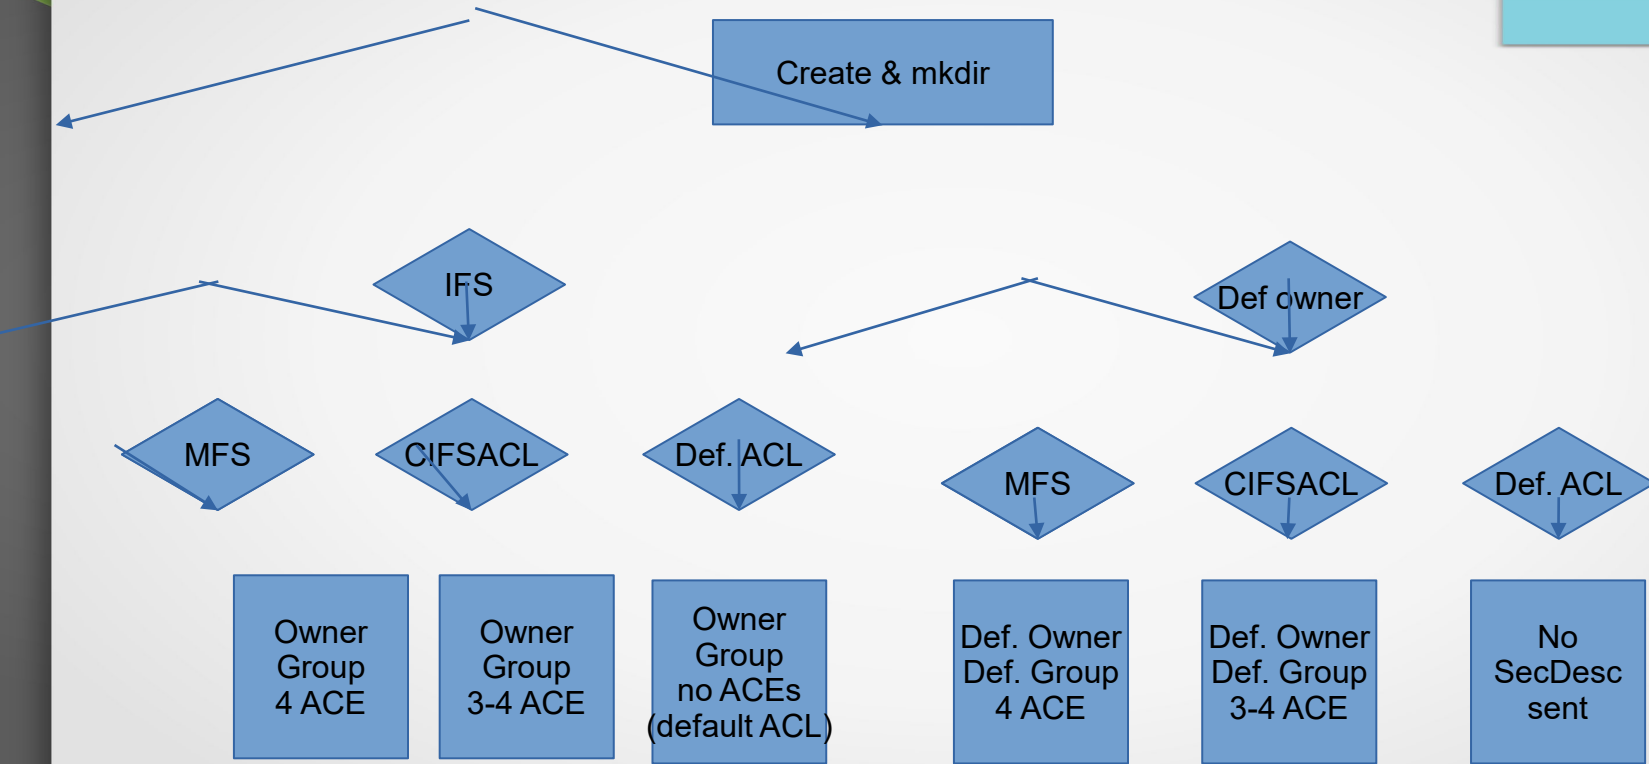 Create & mkdir
IFS
Def owner
MFS
CIFSACL
Def. ACL
MFS
CIFSACL
Def. ACL
Owner
Group
4 ACE
Owner
Group
3-4 ACE
Owner
Group
no ACEs
(default ACL)
Def. Owner
Def. Group
4 ACE
Def. Owner
Def. Group
3-4 ACE
No
SecDesc
sent